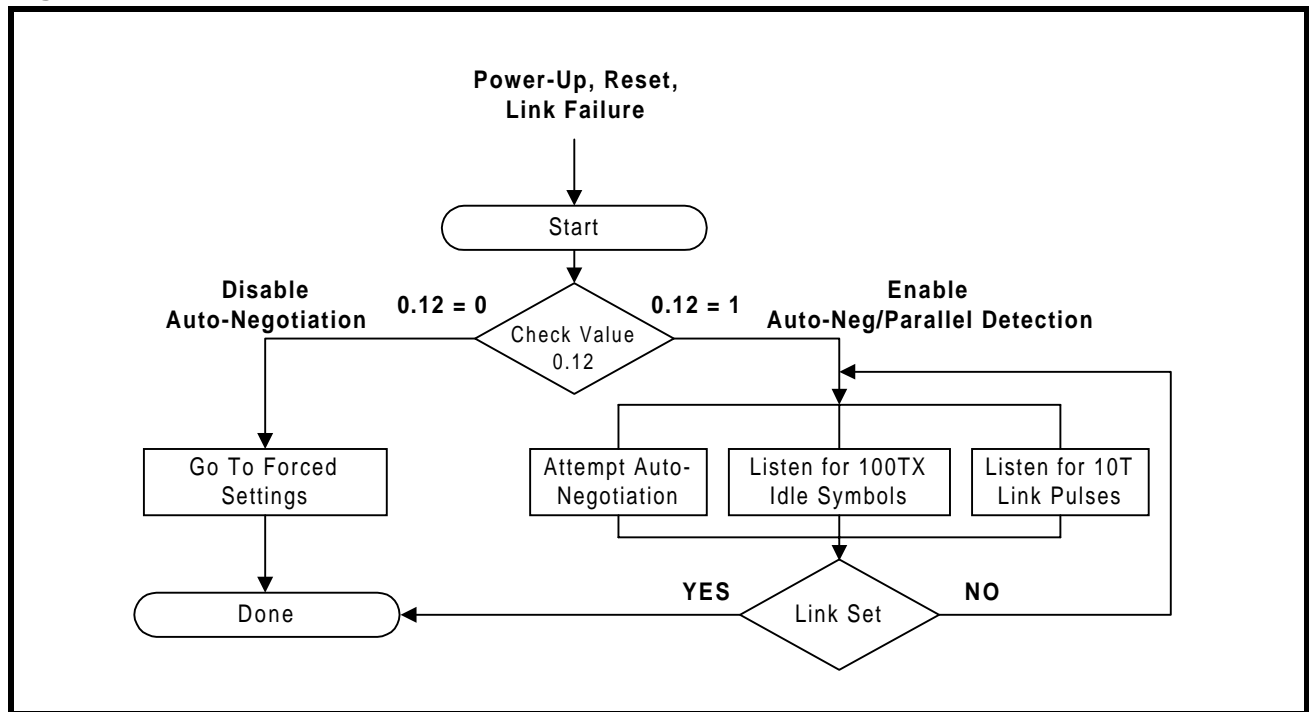 Power-Up, Reset,
Link Failure
Start
Disable
Auto-Negotiation
0.12 = 0
0.12 = 1
Enable
Auto-Neg/Parallel Detection
Check Value
0.12
Go To Forced
Settings
Attempt Auto-
Negotiation
Listen for 100TX
Idle Symbols
Listen for 10T
Link Pulses
Done
YES
Link Set
NO